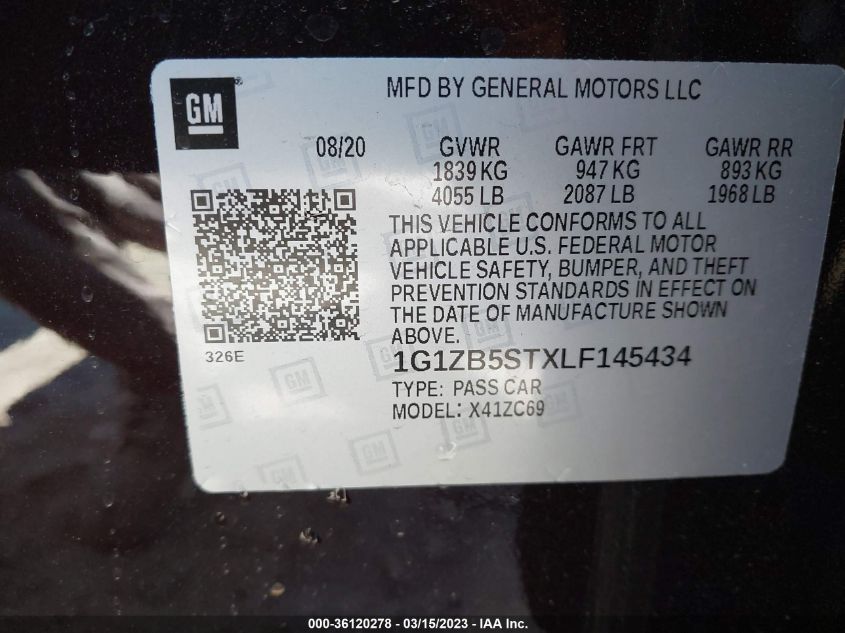 MFD BY GENERAL MOTORS LLC
GM
08/20 GVWR GAWR FRT GAWR RR
1839 KG 947 KG 893 KG
4055 LB 2087 LB 1968 LB
THIS VEHICLE CONFORMS TO ALL
APPLICABLE U.S. FEDERAL MOTOR
VEHICLE SAFETY, BUMPER, AND THEFT
PREVENTION STANDARDS IN EFFECT ON
THE DATE OF MANUFACTURE SHOWN
ABOVE.
326E
1G1ZB5STXLF145434
TYPE: PASS CAR
MODEL: X41ZC69
000-36120278 - 03/15/2023 - IAA Inc.